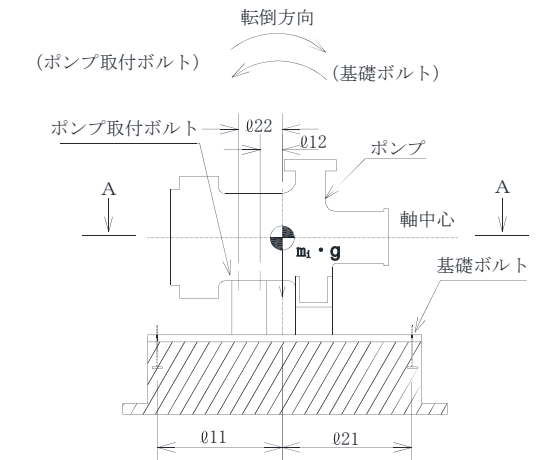 転倒方向
(ポンプ取付ボルト)
(基礎ボルト)
ポンプ取付ボルト
ℓ22
ℓ12
ポンプ
A
A
軸中心
mi・g
基礎ボルト
ℓ11
ℓ21